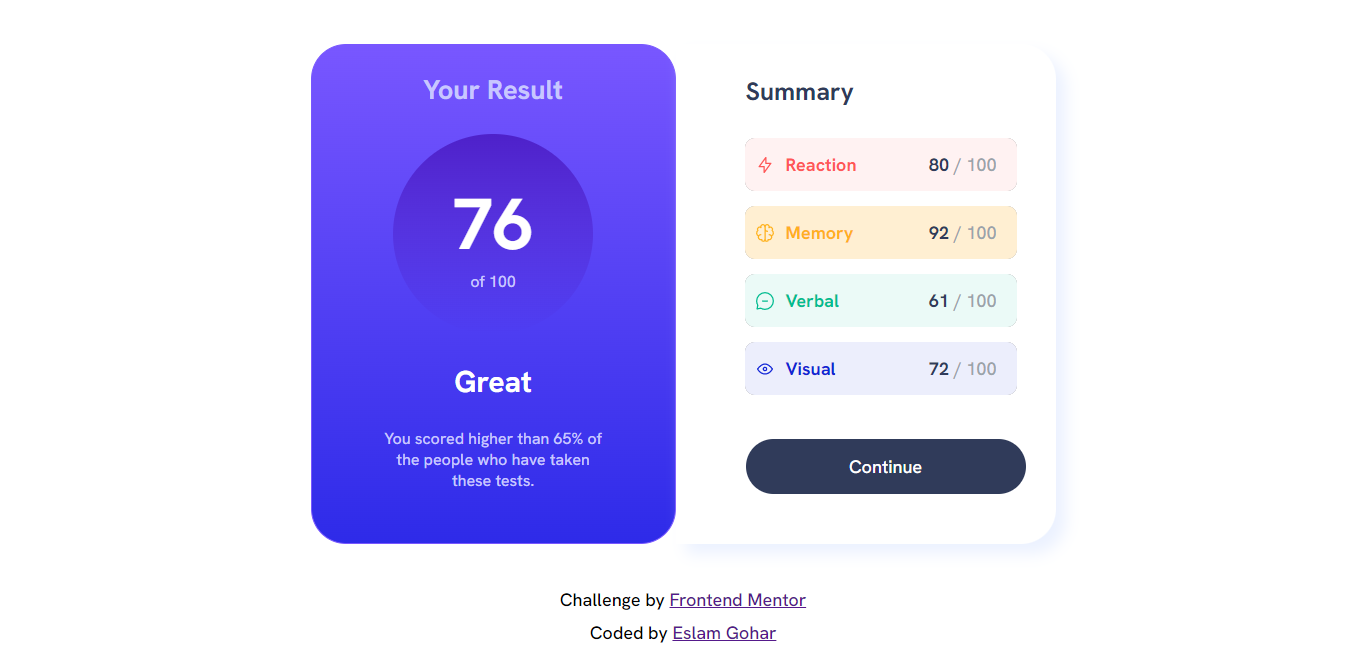 Your Result
76
of 100
Great
You scored higher than 65% of
the people who have taken
these tests.
Summary
Reaction 80 / 100
Memory 92 / 100
Verbal 61 / 100
Visual 72 / 100
Continue
Challenge by Frontend Mentor
Coded by Eslam Gohar